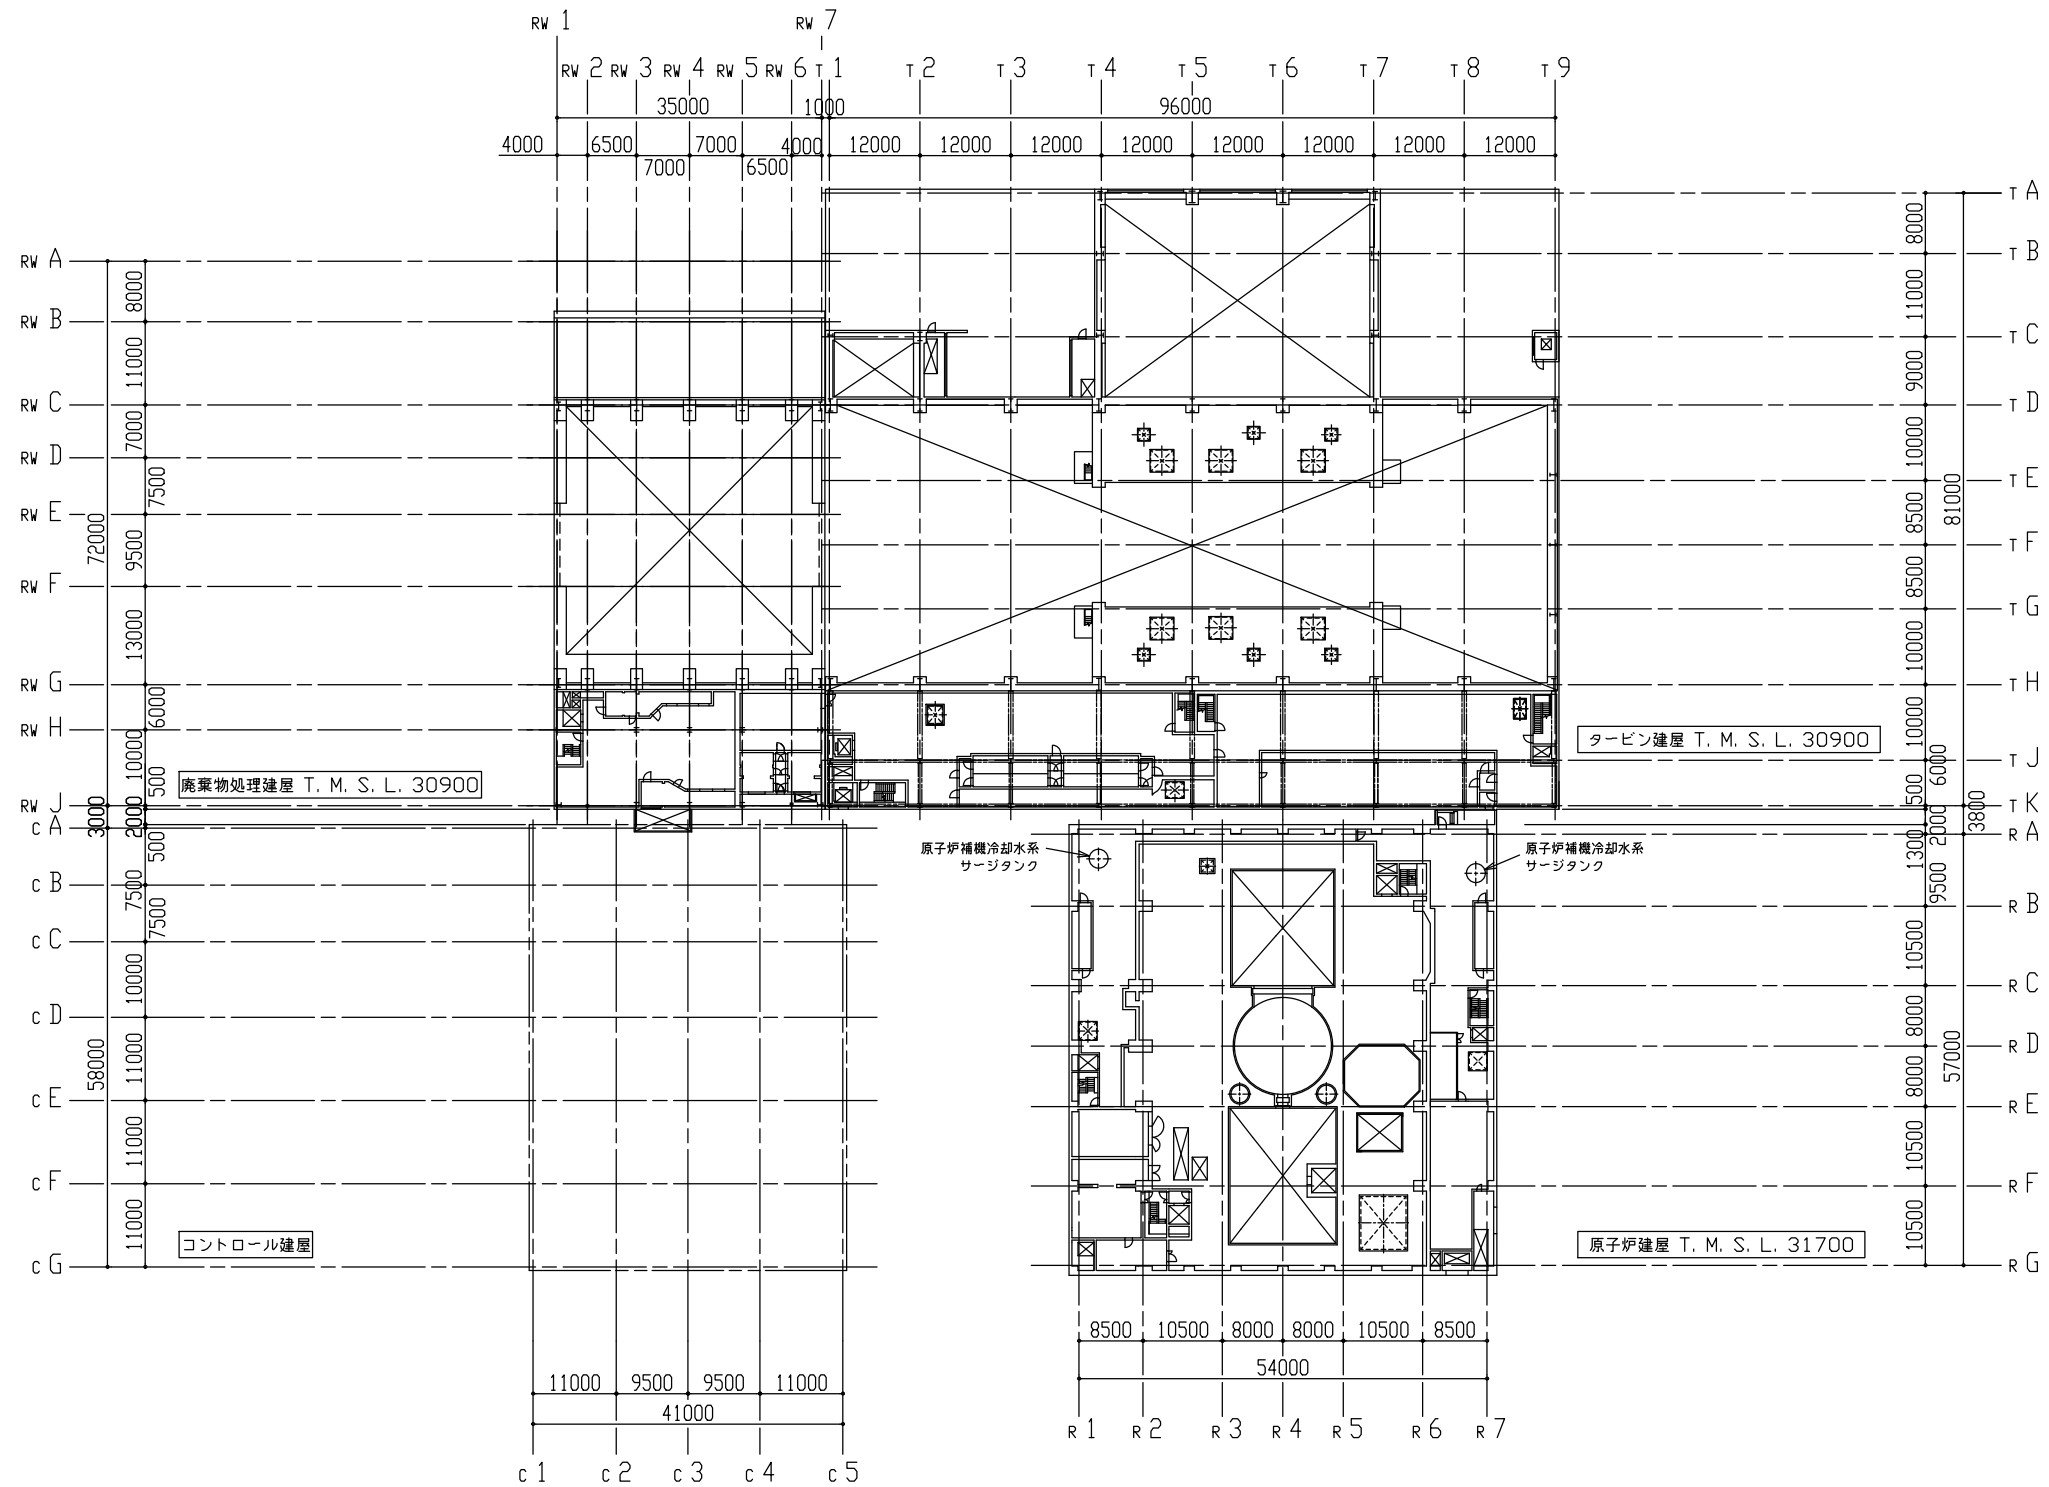 RW 1
RW 7
RW 2 RW 3 RW 4 RW 5 RW 6 T 1 T 2 T 3 T 4 T 5 T 6 T 7 T 8 T 9
35000 1000 96000
4000 6500 7000 4000 12000 12000 12000 12000 12000 12000 12000 12000
7000 6500
RW A
RW B
RW C
RW D
RW E
RW F
RW G
RW H
RW J
C A
C B
C C
C D
C E
C F
C G
8000
11000
7000
7500
9500
13000
6000
10000
500
72000
3000
2000
500
7500
7500
10000
11000
11000
11000
58000
T A
T B
T C
T D
T E
T F
T G
T H
T J
T K
R A
R B
R C
R D
R E
R F
R G
8000
11000
9000
10000
8500
8500
10000
10000
6000
500
81000
2000
3800
1300
9500
10500
8000
8000
10500
10500
57000
廃棄物処理建屋 T. M. S. L. 30900
タービン建屋 T. M. S. L. 30900
原子炉補機冷却水系
サージタンク
原子炉補機冷却水系
サージタンク
コントロール建屋
原子炉建屋 T. M. S. L. 31700
8500 10500 8000 8000 10500 8500
54000
R 1 R 2 R 3 R 4 R 5 R 6 R 7
11000 9500 9500 11000
41000
C 1 C 2 C 3 C 4 C 5